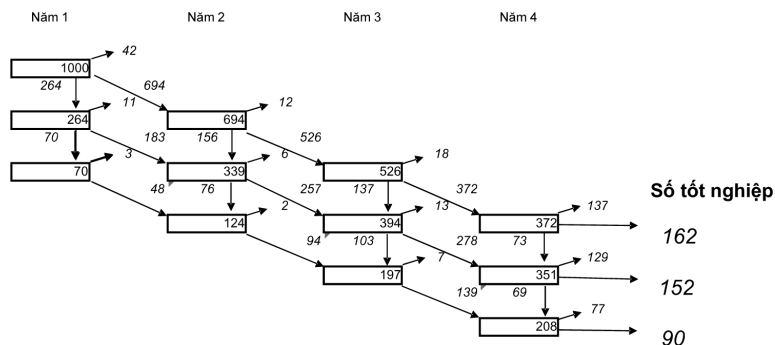 Năm 1 Năm 2 Năm 3 Năm 4
42
1000
264 694
11 12
264 694
70 183 156 526
3 6 18
70 339 526
48 76 257 137 372
Số tốt nghiệp
2 13 137
124 394 372
162
94 103 278 73
7 129
197 351
152
139 69
77
208
90